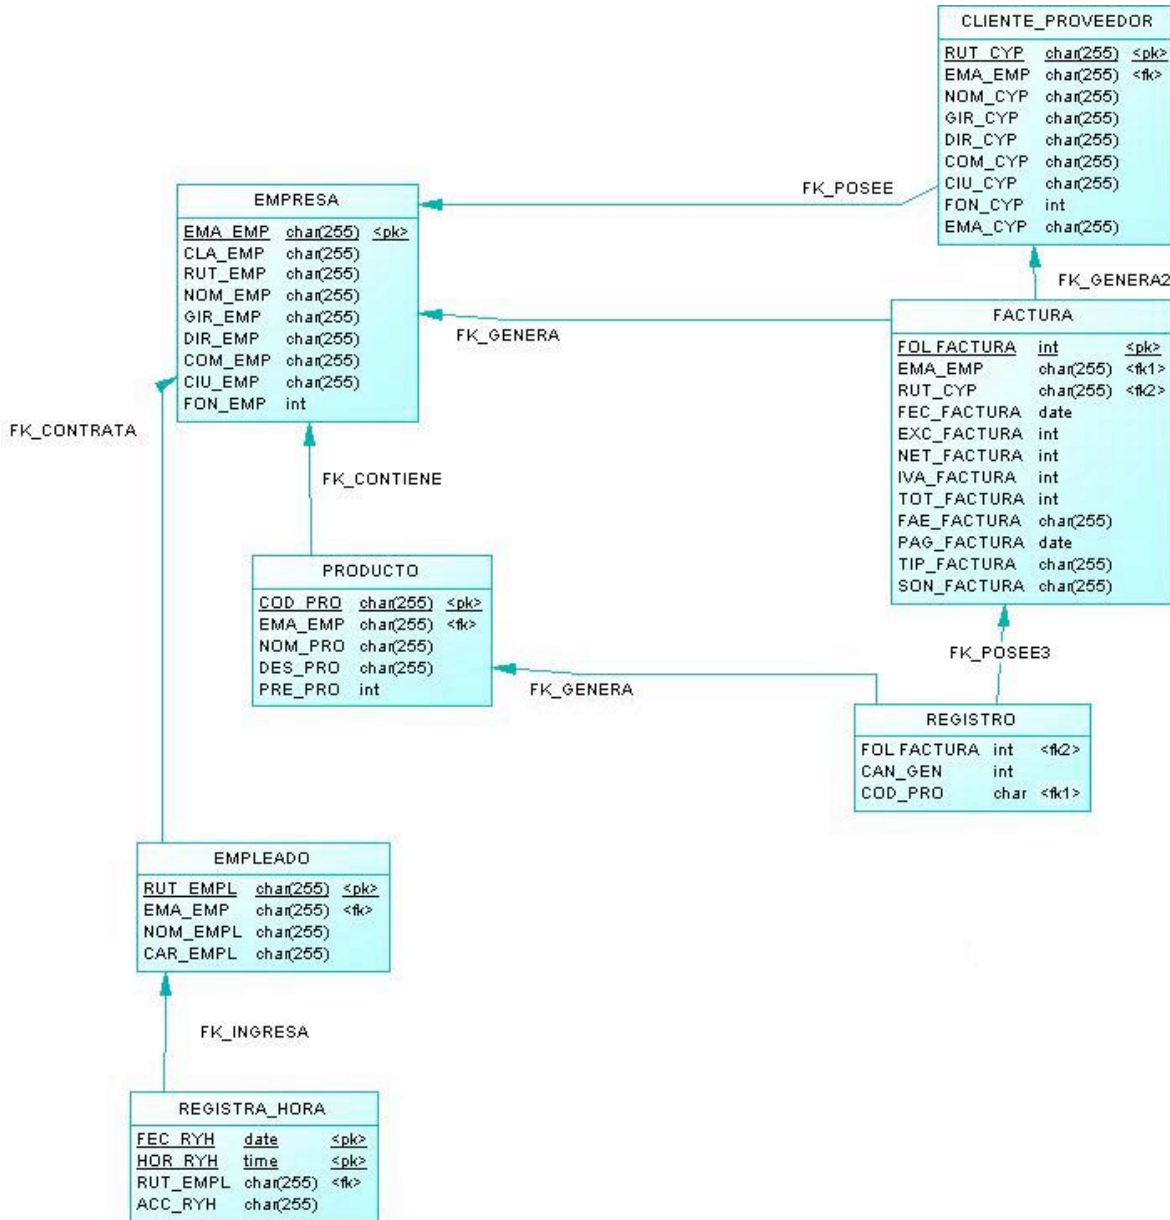 CLIENTE_PROVEEDOR
RUT_CYP char(255) <pk>
EMA_EMP char(255) <fk>
NOM_CYP char(255)
GIR_CYP char(255)
DIR_CYP char(255)
COM_CYP char(255)
CIU_CYP char(255)
FON_CYP int
EMA_CYP char(255)
FK_POSEE
EMPRESA
EMA_EMP char(255) <pk>
CLA_EMP char(255)
RUT_EMP char(255)
NOM_EMP char(255)
GIR_EMP char(255)
DIR_EMP char(255)
COM_EMP char(255)
CIU_EMP char(255)
FON_EMP int
FK_GENERA2
FK_GENERA
FACTURA
FOL FACTURA int <pk>
EMA_EMP char(255) <fk1>
RUT_CYP char(255) <fk2>
FEC_FACTURA date
EXC_FACTURA int
NET_FACTURA int
IVA_FACTURA int
TOT_FACTURA int
FAE_FACTURA char(255)
PAG_FACTURA date
TIP_FACTURA char(255)
SON_FACTURA char(255)
FK_CONTRATA
FK_CONTIENE
PRODUCTO
COD_PRO char(255) <pk>
EMA_EMP char(255) <fk>
NOM_PRO char(255)
DES_PRO char(255)
PRE_PRO int
FK_POSEE3
FK_GENERA
REGISTRO
FOL FACTURA int <fk2>
CAN_GEN int
COD_PRO char <fk1>
EMPLEADO
RUT_EMPL char(255) <pk>
EMA_EMP char(255) <fk>
NOM_EMPL char(255)
CAR_EMPL char(255)
FK_INGRESA
REGISTRA_HORA
FEC_RYH date <pk>
HOR_RYH time <pk>
RUT_EMPL char(255) <fk>
ACC_RYH char(255)